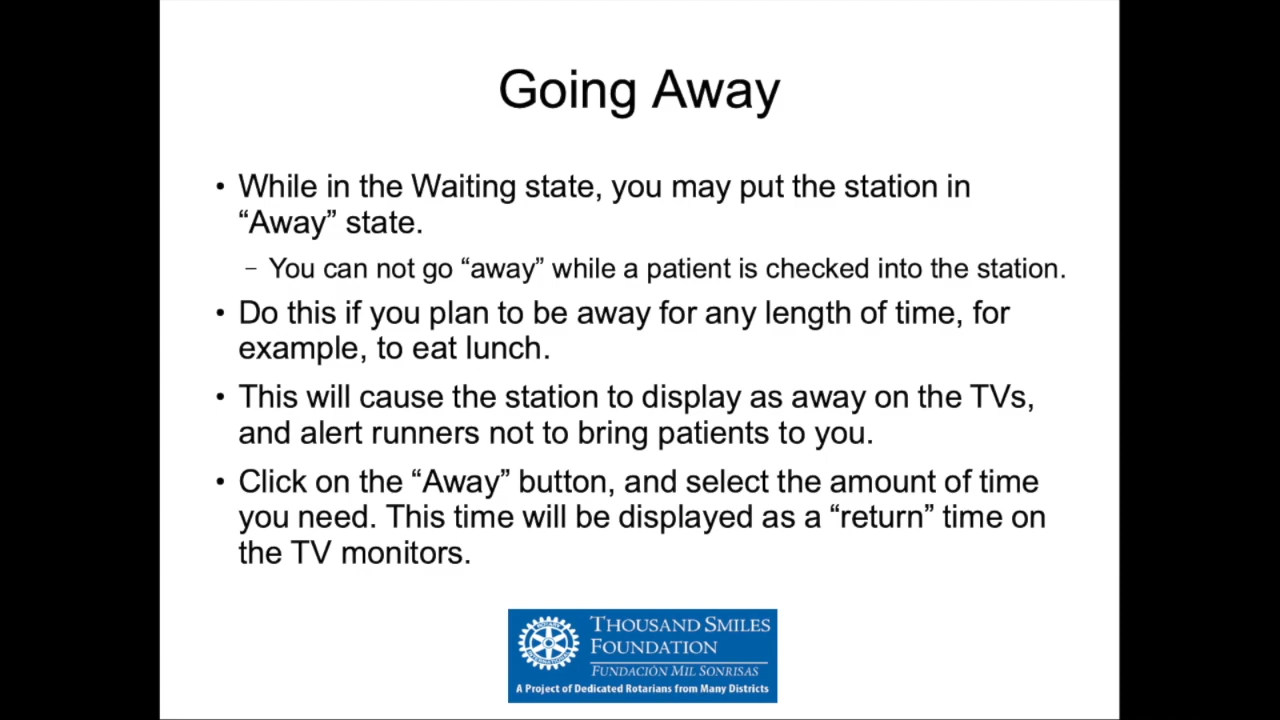 Going Away
• While in the Waiting state, you may put the station in
“Away” state.
– You can not go “away” while a patient is checked into the station.
• Do this if you plan to be away for any length of time, for
example, to eat lunch.
• This will cause the station to display as away on the TVs,
and alert runners not to bring patients to you.
• Click on the “Away” button, and select the amount of time
you need. This time will be displayed as a “return” time on
the TV monitors.
ROTARY
INTERNATIONAL
THOUSAND SMILES
FOUNDATION
FUNDACIÓN MIL SONRISAS
A Project of Dedicated Rotarians from Many Districts